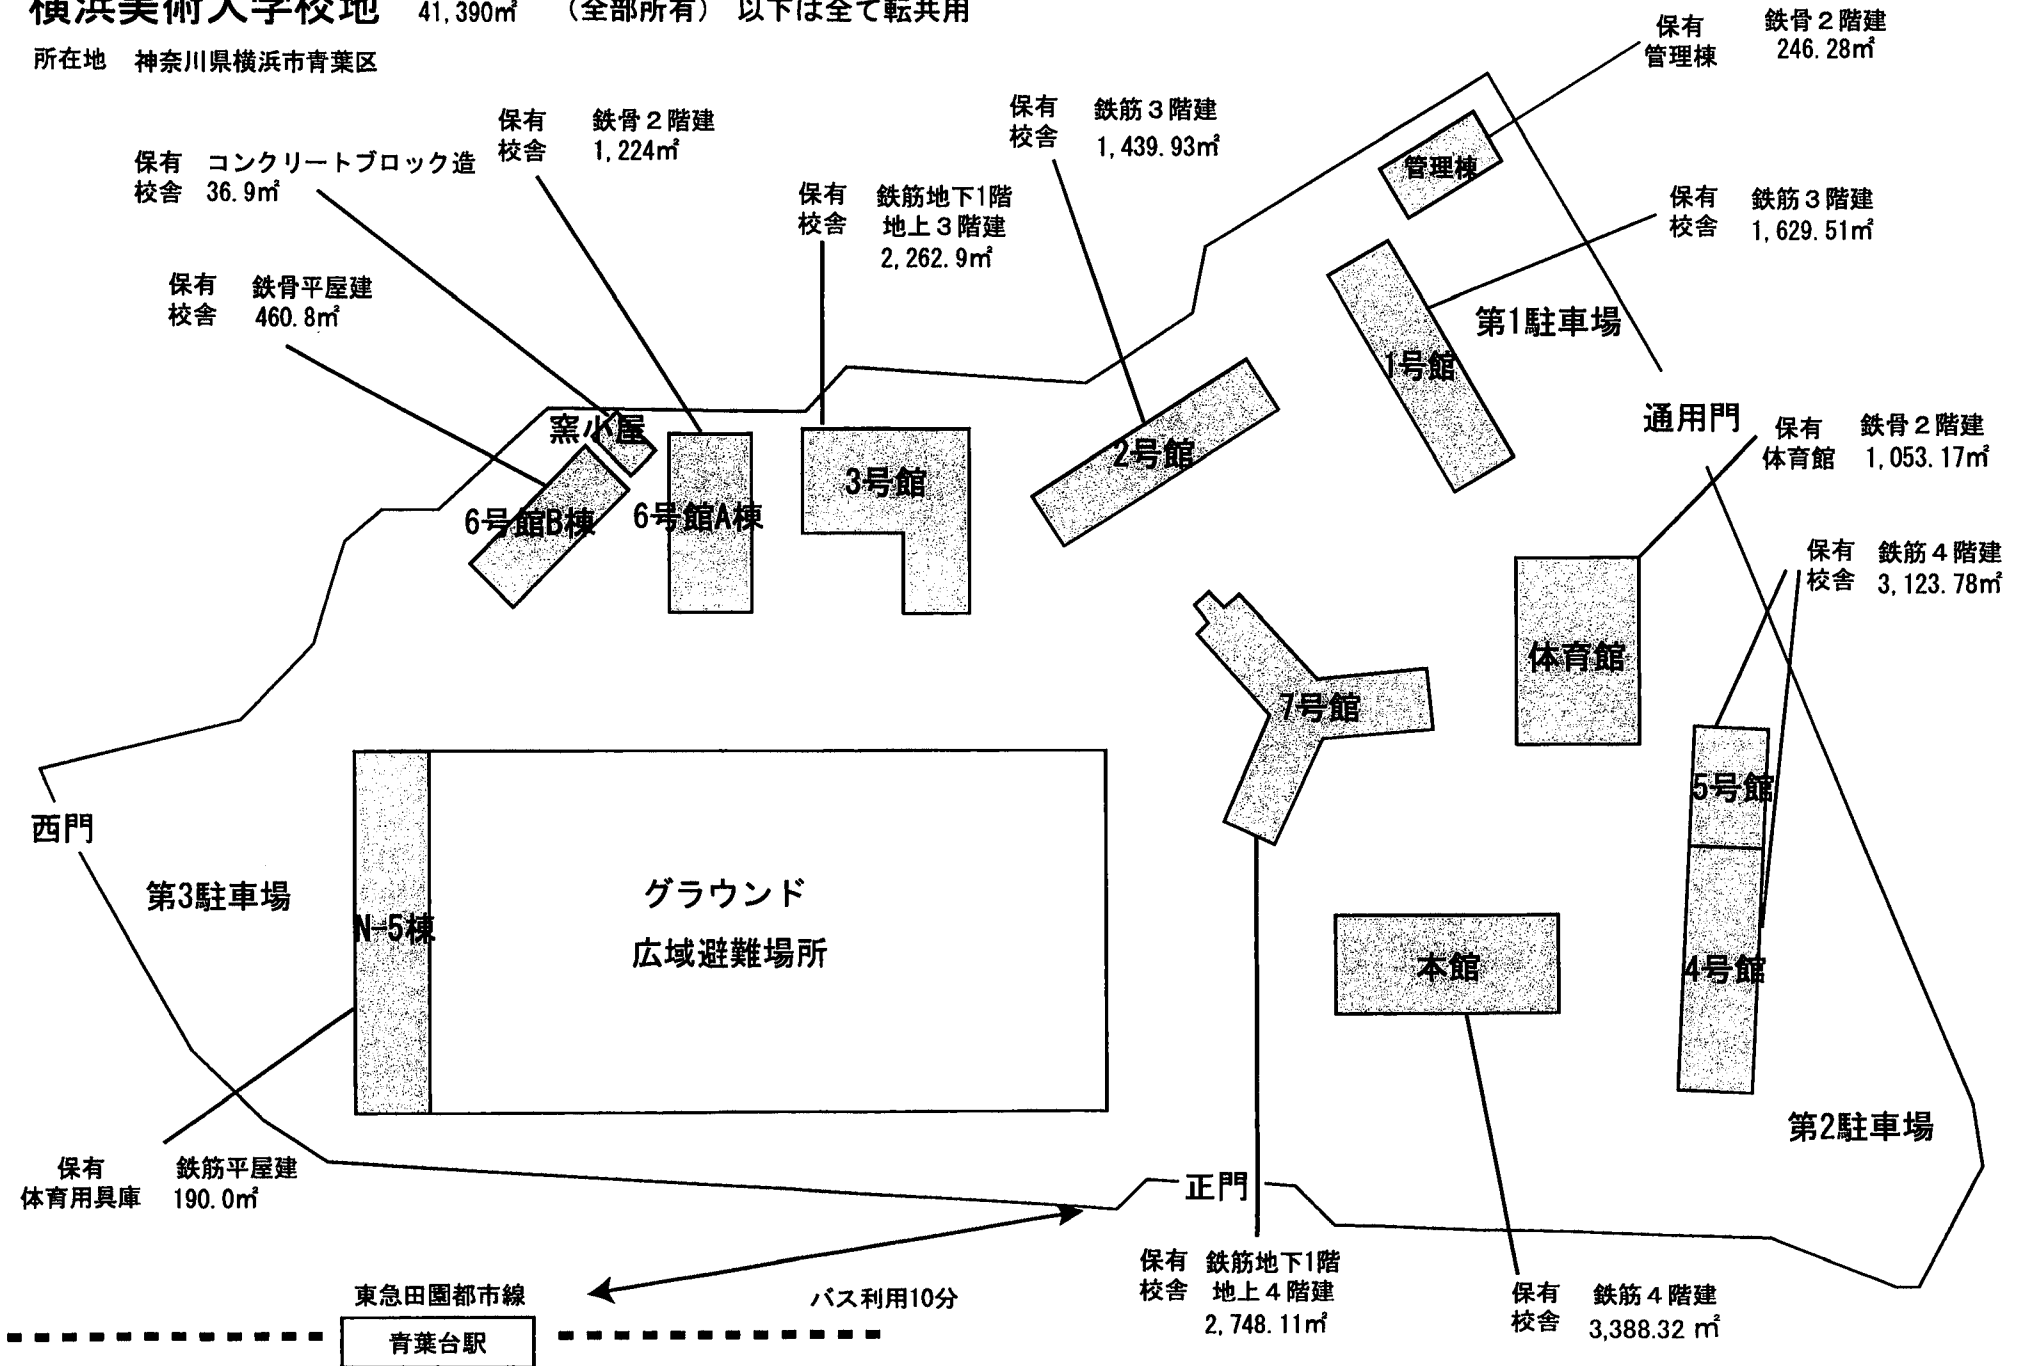 横浜美術大学校地 41,390㎡ （全部所有） 以下は全て転共用
所在地 神奈川県横浜市青葉区
保有 鉄骨２階建
管理棟 246.28㎡
保有 鉄筋３階建
校舎 1,439.93㎡
保有 鉄骨２階建
校舎 1,224㎡
保有 コンクリートブロック造
校舎 36.9㎡
保有 鉄筋地下1階
校舎 地上３階建
2,262.9㎡
管理棟
保有 鉄筋３階建
校舎 1,629.51㎡
保有 鉄骨平屋建
校舎 460.8㎡
第1駐車場
1号館
通用門
保有 鉄骨２階建
体育館 1,053.17㎡
窯小屋
2号館
3号館
6号館B棟
6号館A棟
保有 鉄筋４階建
校舎 3,123.78㎡
体育館
7号館
5号館
西門
第3駐車場
グラウンド
N-5棟
広域避難場所
本館
4号館
第2駐車場
保有 鉄筋平屋建
体育用具庫 190.0㎡
正門
保有 鉄筋地下1階
校舎 地上４階建
2,748.11㎡
保有 鉄筋４階建
校舎 3,388.32 ㎡
東急田園都市線
バス利用10分
青葉台駅